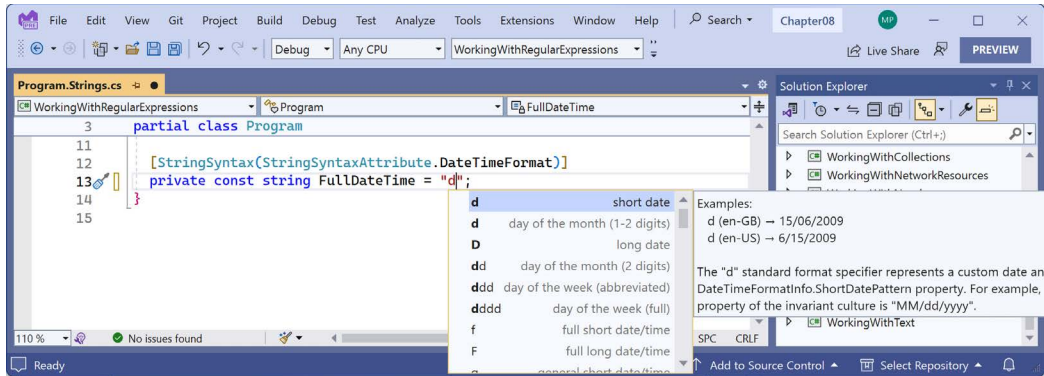 File Edit View Git Project Build Debug Test Analyze Tools Extensions Window Help Search Chapter08 MP
Debug Any CPU WorkingWithRegularExpressions Live Share PREVIEW
Program.Strings.cs
WorkingWithRegularExpressions Program FullDateTime
3 partial class Program
11
12 [StringSyntax(StringSyntaxAttribute.DateTimeFormat)]
13 private const string FullDateTime = "d";
14 }
15
d short date
d day of the month (1-2 digits)
D long date
dd day of the month (2 digits)
ddd day of the week (abbreviated)
dddd day of the week (full)
f full short date/time
F full long date/time
general short date/time
Examples:
d (en-GB) → 15/06/2009
d (en-US) → 6/15/2009
The "d" standard format specifier represents a custom date an
DateTimeFormatInfo.ShortDatePattern property. For example,
property of the invariant culture is "MM/dd/yyyy".
Solution Explorer
Search Solution Explorer (Ctrl+;)
C# WorkingWithCollections
C# WorkingWithNetworkResources
C# WorkingWithText
110 % No issues found SPC CRLF
Ready Add to Source Control Select Repository